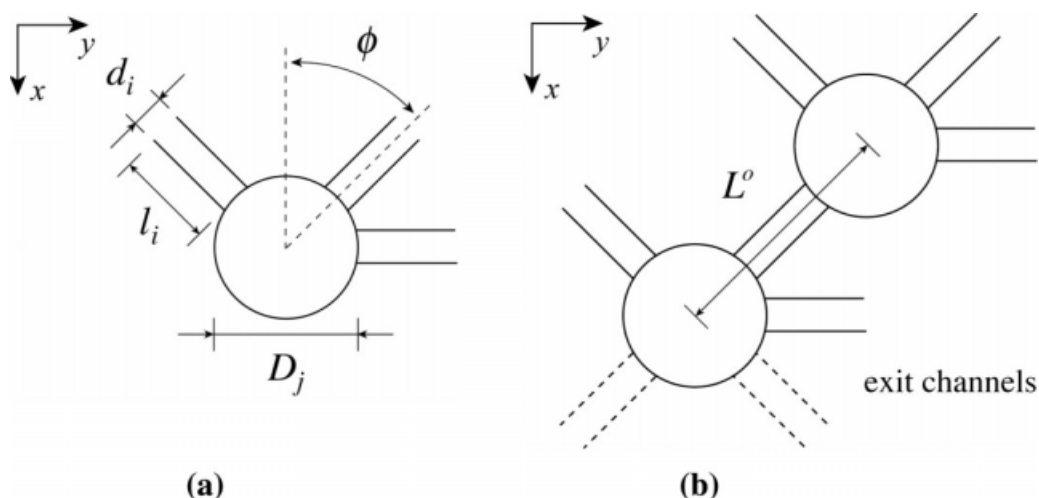 y
x
d_i
l_i
ϕ
D_j
(a)
y
x
L^o
exit channels
(b)